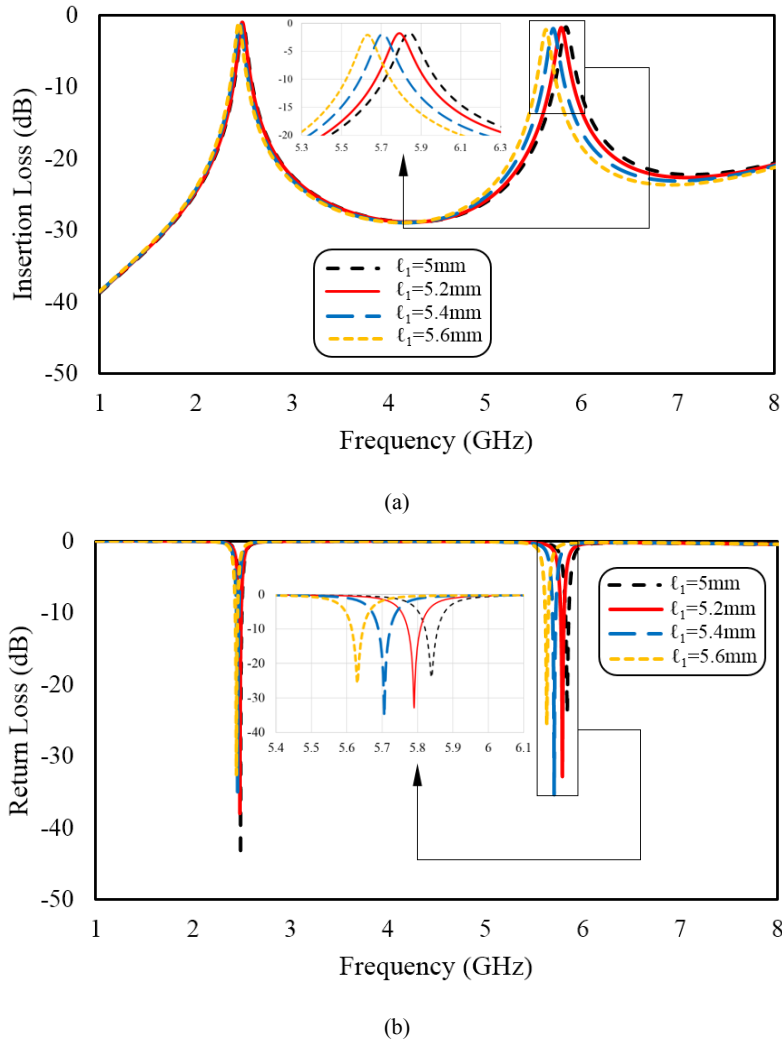 (a)
Insertion Loss (dB)
0
-10
-20
-30
-40
-50
0
-5
-10
-15
-20
5.3 5.5 5.7 5.9 6.1 6.3
ℓ1=5mm
ℓ1=5.2mm
ℓ1=5.4mm
ℓ1=5.6mm
1 2 3 4 5 6 7 8
Frequency (GHz)
(b)
Return Loss (dB)
0
-10
-20
-30
-40
-50
0
-10
-20
-30
-40
5.4 5.5 5.6 5.7 5.8 5.9 6 6.1
ℓ1=5mm
ℓ1=5.2mm
ℓ1=5.4mm
ℓ1=5.6mm
1 2 3 4 5 6 7 8
Frequency (GHz)